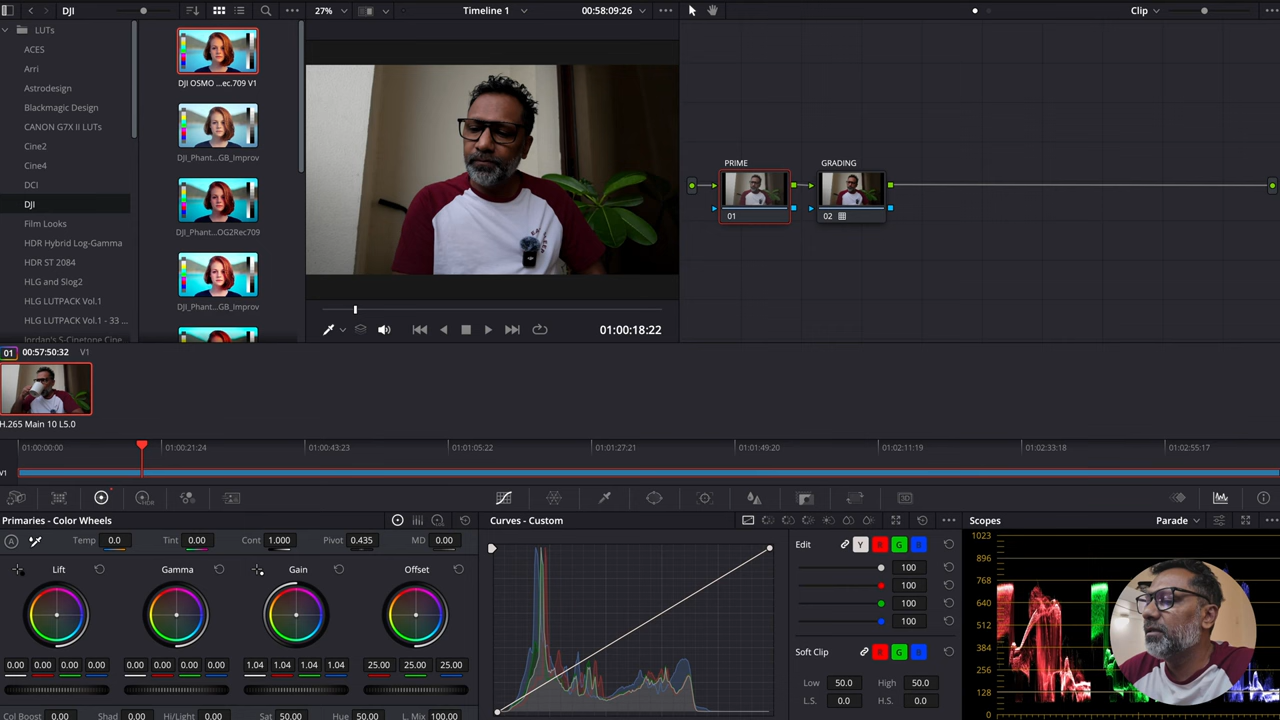 DJI
27%
Timeline 1
00:58:09:26
Clip
LUTs
ACES
Arri
Astrodesign
Blackmagic Design
CANON G7X II LUTs
Cine2
Cine4
DCI
DJI
Film Looks
HDR Hybrid Log-Gamma
HDR ST 2084
HLG and Slog2
HLG LUTPACK Vol.1
HLG LUTPACK Vol.1 - 33 ...
Jordan's S-Cinetone Cine
DJI OSMO ...ec.709 V1
DJI_Phant...GB_Improv
DJI_Phant...OG2Rec709
DJI_Phant...GB_Improv
PRIME
01
GRADING
02
01:00:18:22
01 00:57:50:32 V1
H.265 Main 10 L5.0
01:00:00:00 01:00:21:24 01:00:43:23 01:01:05:22 01:01:27:21 01:01:49:20 01:02:11:19 01:02:33:18 01:02:55:17
V1
HDR
3D
Primaries - Color Wheels
Temp 0.0 Tint 0.00 Cont 1.000 Pivot 0.435 MD 0.00
A
Lift Gamma Gain Offset
0.00 0.00 0.00 0.00 0.00 0.00 0.00 0.00 1.04 1.04 1.04 1.04 25.00 25.00 25.00
Col Boost 0.00 Shad 0.00 Hi/Light 0.00 Sat 50.00 Hue 50.00 L. Mix 100.00
Curves - Custom
Edit Y R G B
100
100
100
100
Soft Clip R G B
Low 50.0 High 50.0
L.S. 0.0 H.S. 0.0
Scopes
Parade
1023
896
768
640
512
384
256
128
0